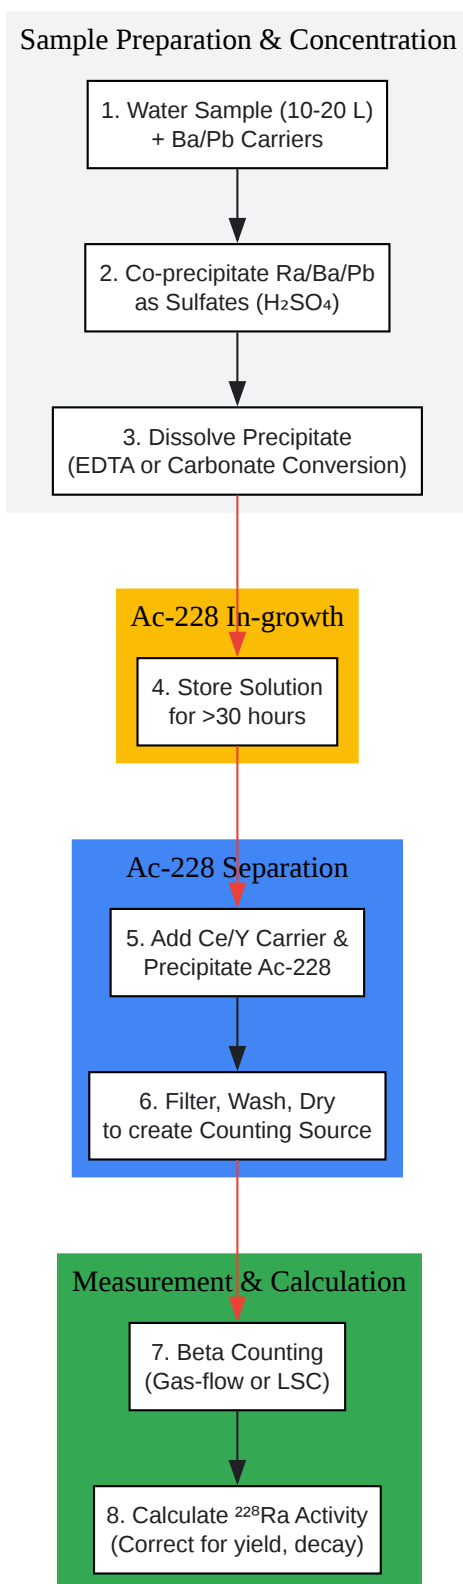 Sample Preparation & Concentration
1. Water Sample (10-20 L)
+ Ba/Pb Carriers
2. Co-precipitate Ra/Ba/Pb
as Sulfates (H₂SO₄)
3. Dissolve Precipitate
(EDTA or Carbonate Conversion)
Ac-228 In-growth
4. Store Solution
for >30 hours
Ac-228 Separation
5. Add Ce/Y Carrier &
Precipitate Ac-228
6. Filter, Wash, Dry
to create Counting Source
Measurement & Calculation
7. Beta Counting
(Gas-flow or LSC)
8. Calculate ²²⁸Ra Activity
(Correct for yield, decay)